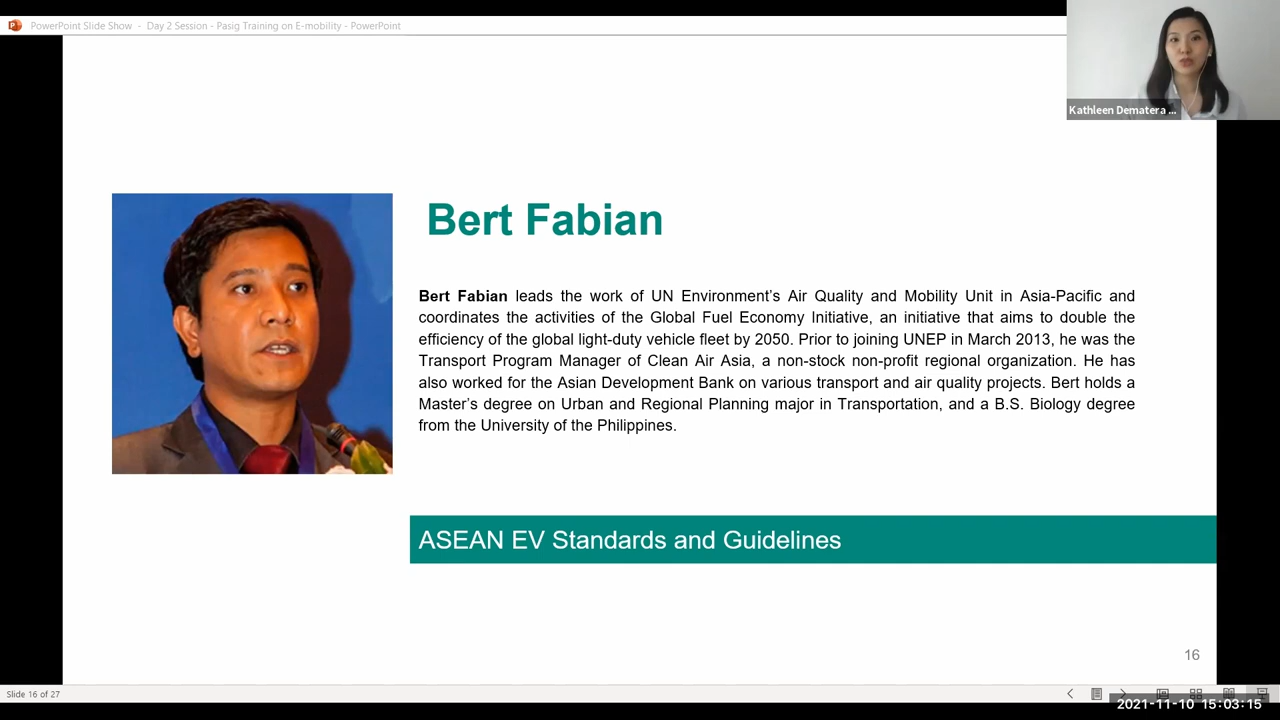 PowerPoint Slide Show - Day 2 Session - Pasig Training on E-mobility - PowerPoint
Kathleen Dematera ...
Bert Fabian
Bert Fabian leads the work of UN Environment's Air Quality and Mobility Unit in Asia-Pacific and
coordinates the activities of the Global Fuel Economy Initiative, an initiative that aims to double the
efficiency of the global light-duty vehicle fleet by 2050. Prior to joining UNEP in March 2013, he was the
Transport Program Manager of Clean Air Asia, a non-stock non-profit regional organization. He has
also worked for the Asian Development Bank on various transport and air quality projects. Bert holds a
Master's degree on Urban and Regional Planning major in Transportation, and a B.S. Biology degree
from the University of the Philippines.
ASEAN EV Standards and Guidelines
16
Slide 16 of 27
2021-11-10 15:03:15